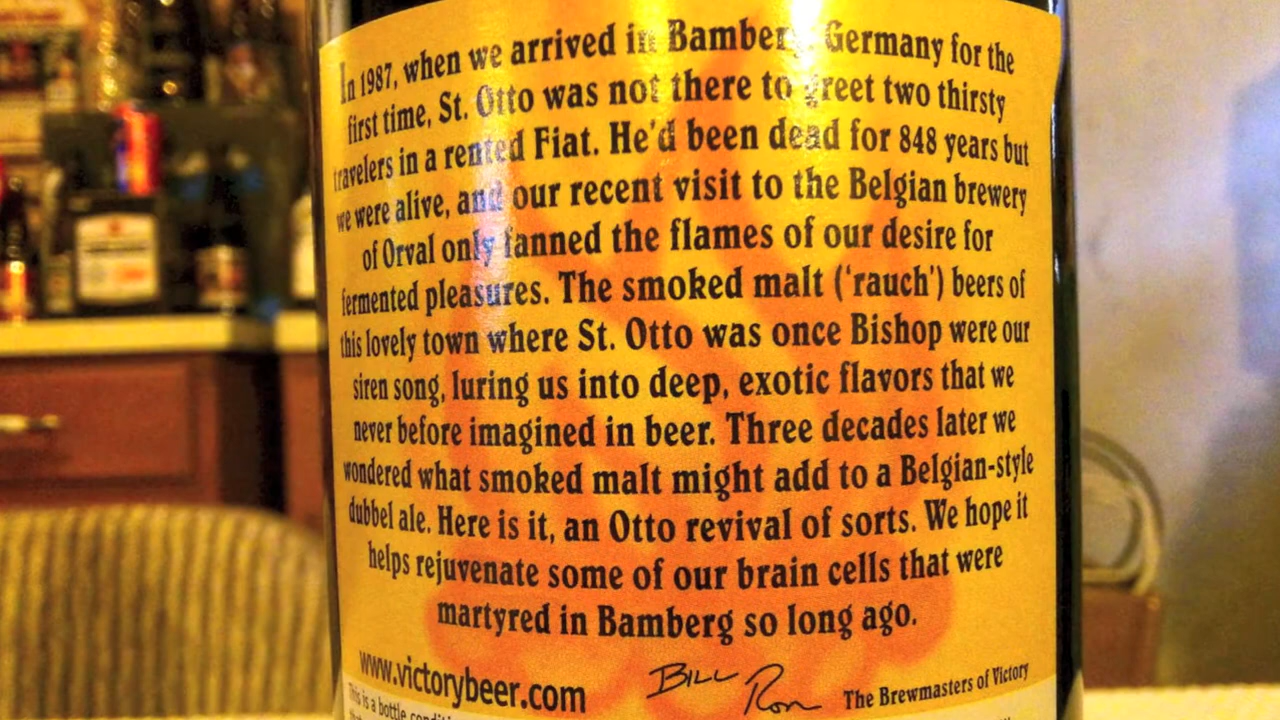 In 1987, when we arrived in Bamberg, Germany for the
first time, St. Otto was not there to greet two thirsty
travelers in a rented Fiat. He'd been dead for 848 years but
we were alive, and our recent visit to the Belgian brewery
of Orval only fanned the flames of our desire for
fermented pleasures. The smoked malt ('rauch') beers of
this lovely town where St. Otto was once Bishop were our
siren song, luring us into deep, exotic flavors that we
never before imagined in beer. Three decades later we
wondered what smoked malt might add to a Belgian-style
dubbel ale. Here is it, an Otto revival of sorts. We hope it
helps rejuvenate some of our brain cells that were
martyred in Bamberg so long ago.
www.victorybeer.com
BILL Ron The Brewmasters of Victory
This is a bottle